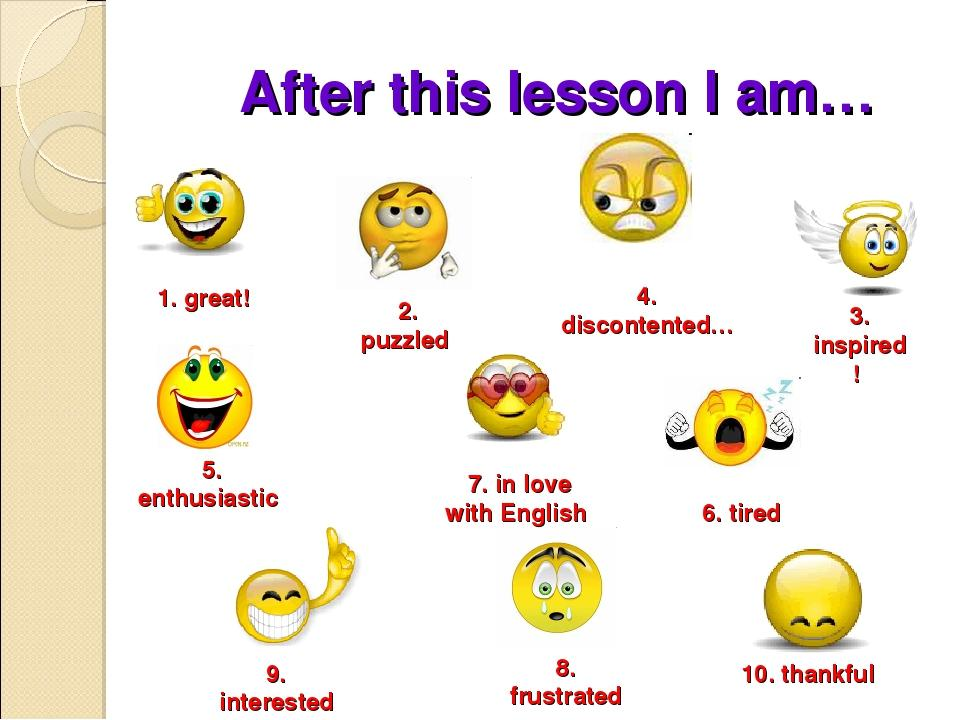 After this lesson I am…
1. great!
2.
puzzled
4.
discontented…
3.
inspired
!
5.
enthusiastic
7. in love
with English
6. tired
9.
interested
8.
frustrated
10. thankful